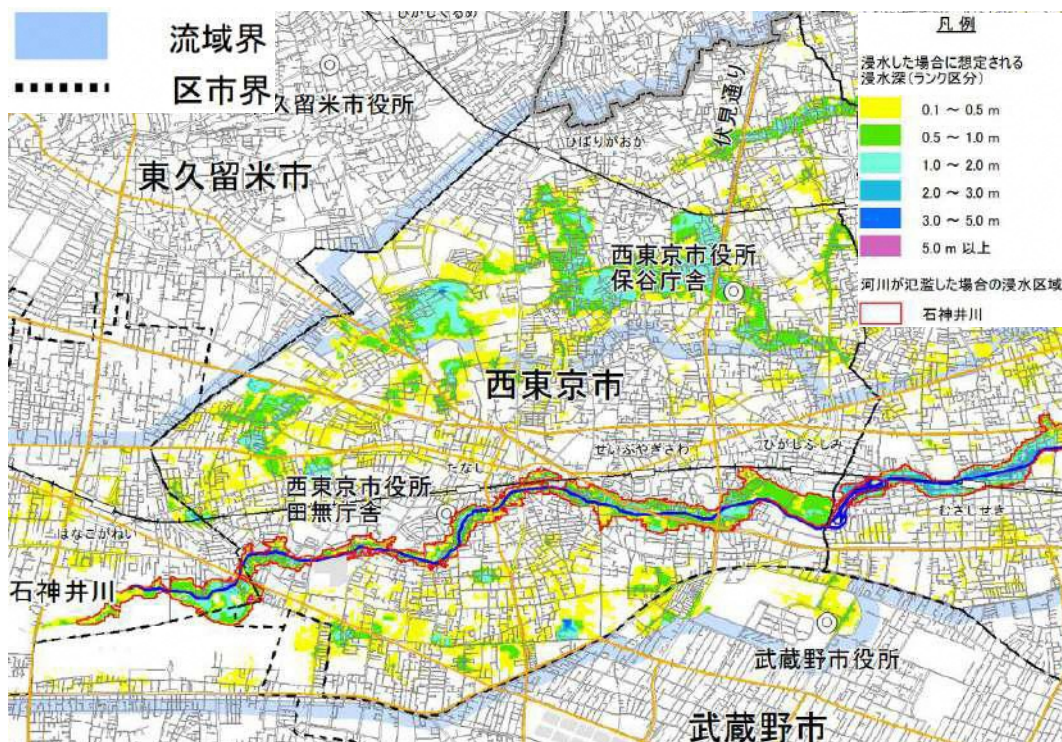 流域界
区市界
久留米市役所
東久留米市
ひばりがおか
伏見通り
凡例
浸水した場合に想定される
浸水深(ランク区分)
0.1 ～ 0.5 m
0.5 ～ 1.0 m
1.0 ～ 2.0 m
2.0 ～ 3.0 m
3.0 ～ 5.0 m
5.0 m 以上
河川が氾濫した場合の浸水区域
石神井川
西東京市役所
保谷庁舎
西東京市
せいぶやぎさわ
ひがしふしみ
たなし
西東京市役所
田無庁舎
むさしせき
はなこがねい
石神井川
武蔵野市役所
武蔵野市